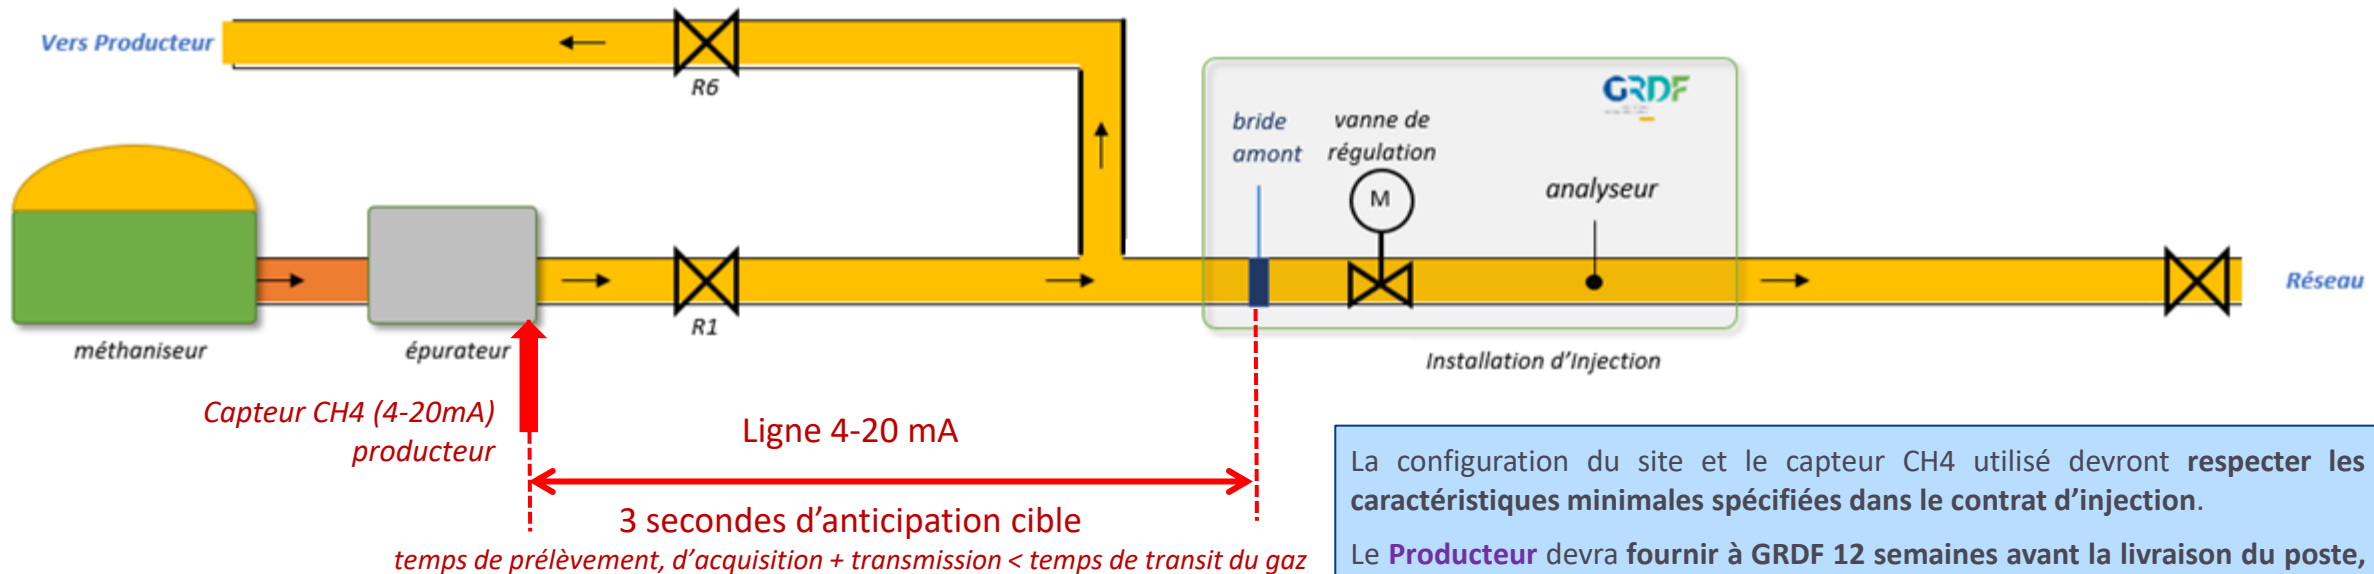 Vers Producteur
R6
GRDF
bride
amont
vanne de
régulation
M
analyseur
Réseau
R1
méthaniseur
épurateur
Installation d'Injection
Capteur CH4 (4-20mA)
producteur
Ligne 4-20 mA
3 secondes d'anticipation cible
temps de prélèvement, d'acquisition + transmission < temps de transit du gaz
La configuration du site et le capteur CH4 utilisé devront respecter les
caractéristiques minimales spécifiées dans le contrat d'injection.
Le Producteur devra fournir à GRDF 12 semaines avant la livraison du poste,